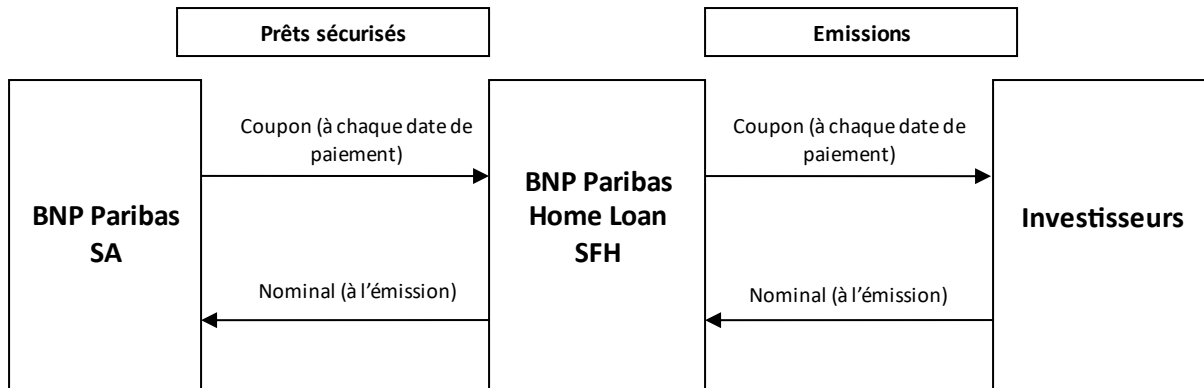 Prêts sécurisés
Emissions
Coupon (à chaque date de
paiement)
Coupon (à chaque date de
paiement)
BNP Paribas
SA
BNP Paribas
Home Loan
SFH
Investisseurs
Nominal (à l’émission)
Nominal (à l’émission)